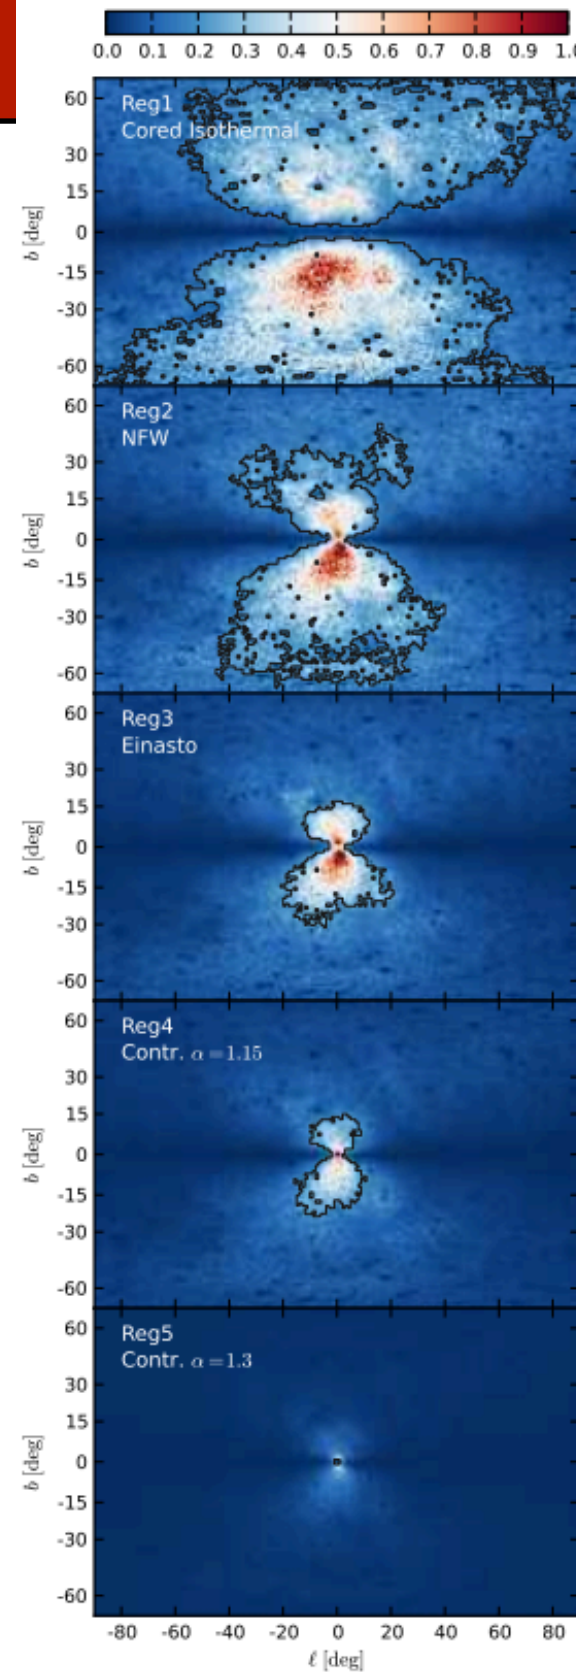 0.0 0.1 0.2 0.3 0.4 0.5 0.6 0.7 0.8 0.9 1.0
Reg1
Cored Isothermal
60
30
15
0
-15
-30
-60
b [deg]
Reg2
NFW
60
30
15
0
-15
-30
-60
b [deg]
Reg3
Einasto
60
30
15
0
-15
-30
-60
b [deg]
Reg4
Contr. α=1.15
60
30
15
0
-15
-30
-60
b [deg]
Reg5
Contr. α=1.3
60
30
15
0
-15
-30
-60
b [deg]
-80 -60 -40 -20 0 20 40 60 80
ℓ [deg]